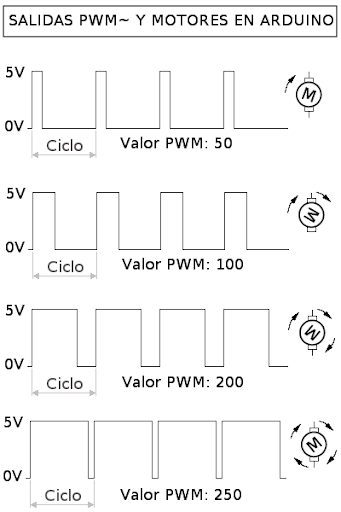 SALIDAS PWM~ Y MOTORES EN ARDUINO
5V
M
0V
Ciclo
Valor PWM: 50
5V
M
0V
Ciclo
Valor PWM: 100
5V
M
0V
Ciclo
Valor PWM: 200
5V
M
0V
Ciclo
Valor PWM: 250